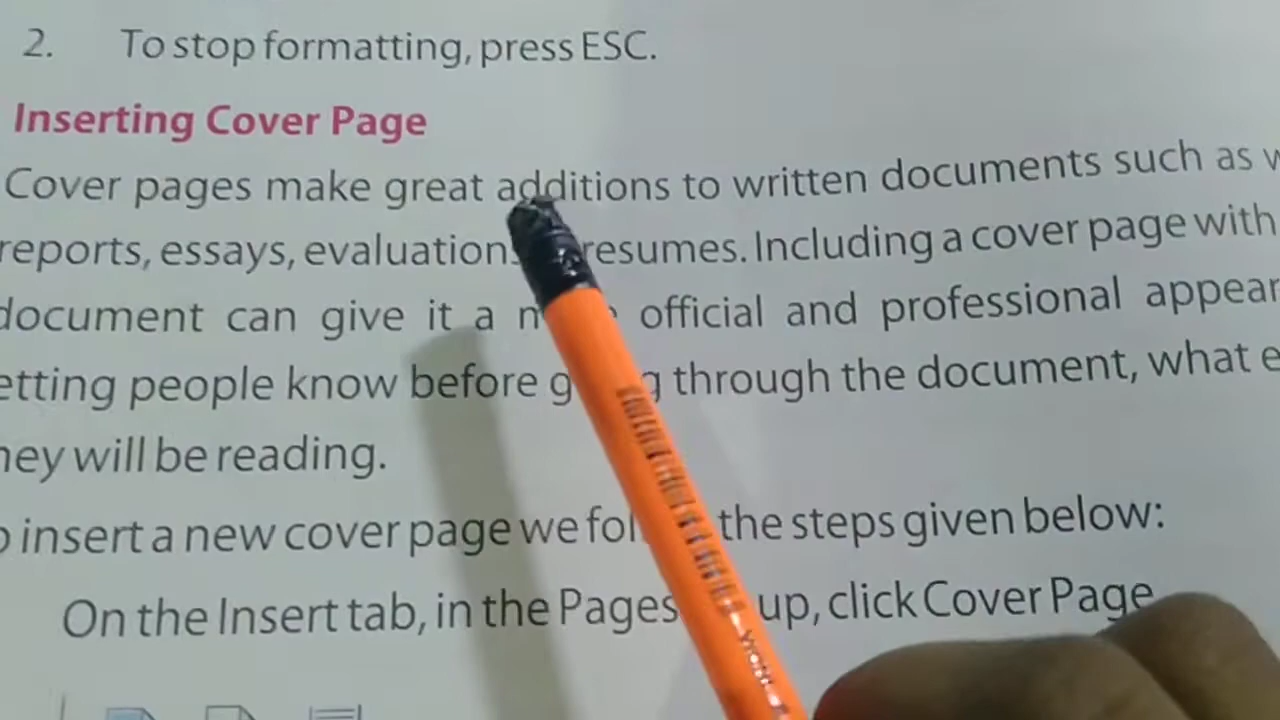 2. To stop formatting, press ESC.
Inserting Cover Page
Cover pages make great additions to written documents such as
reports, essays, evaluations resumes. Including a cover page with
document can give it a official and professional
people know before through the document, what
will be reading.
insert a new cover page we the steps given below:
On the Insert tab, in the Pages click Cover Page